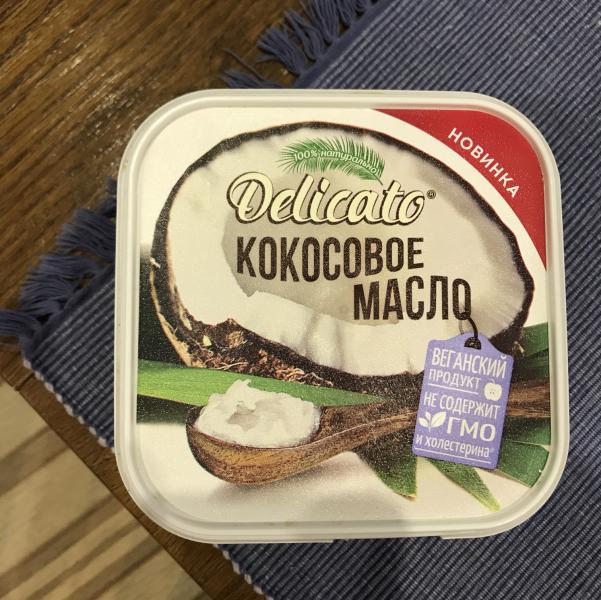 НОВИНКА
100% натурально!
Delicato®
КОКОСОВОЕ
МАСЛО
ВЕГАНСКИЙ
ПРОДУКТ
НЕ СОДЕРЖИТ
ГМО
И холестерина*